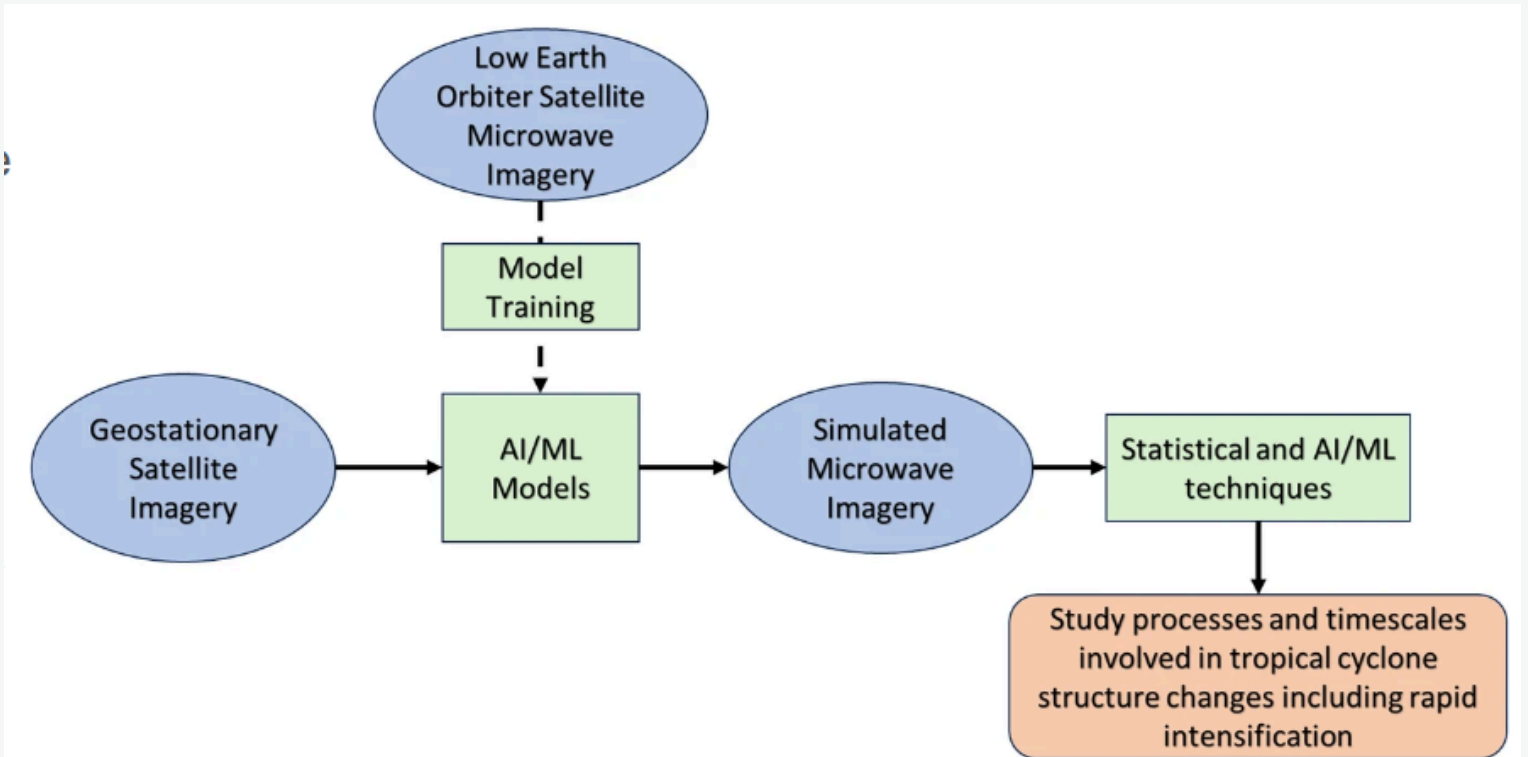 Low Earth
Orbiter Satellite
Microwave
Imagery
Model
Training
Geostationary
Satellite
Imagery
AI/ML
Models
Simulated
Microwave
Imagery
Statistical and AI/ML
techniques
Study processes and timescales
involved in tropical cyclone
structure changes including rapid
intensification